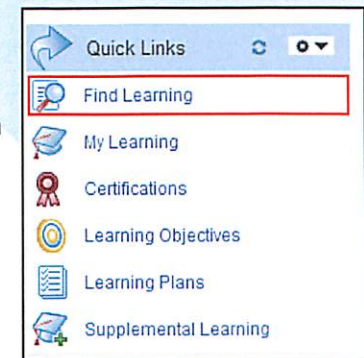 Quick Links
Find Learning
My Learning
Certifications
Learning Objectives
Learning Plans
Supplemental Learning